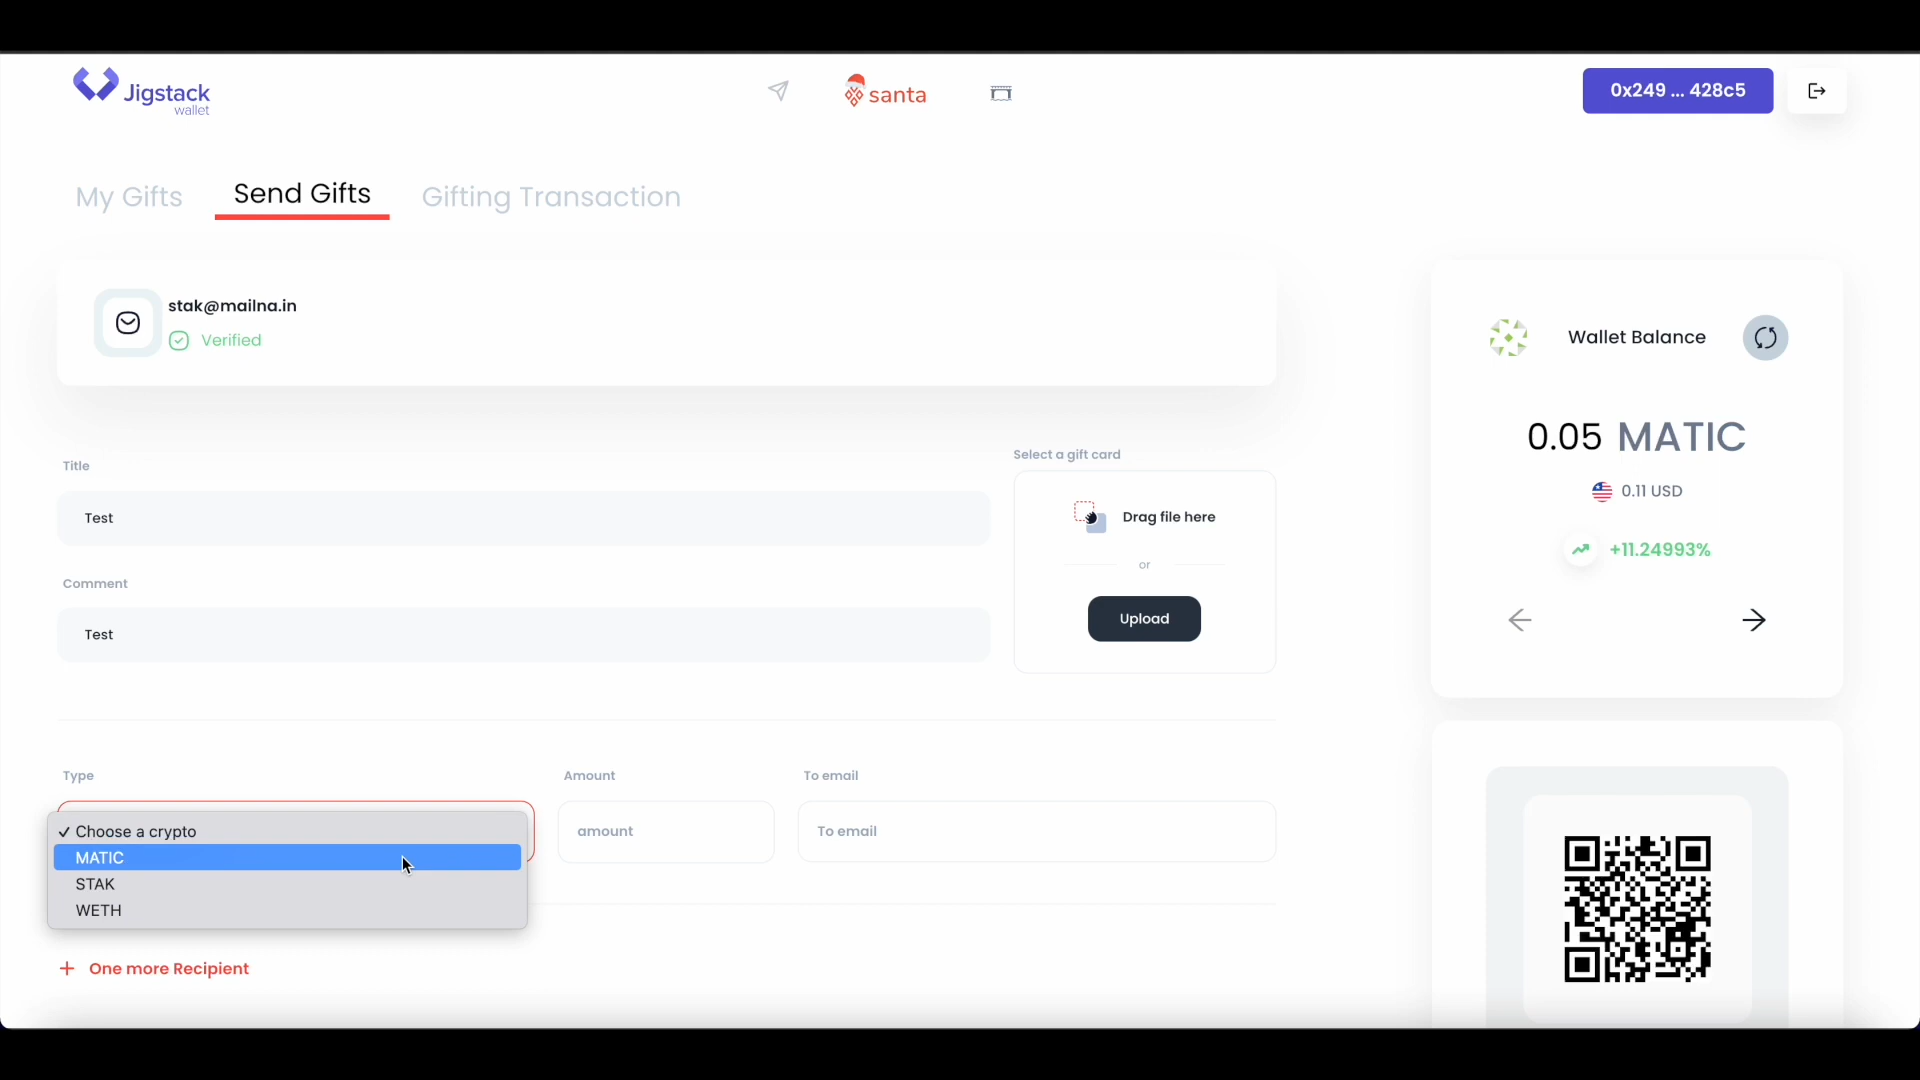 Jigstack
wallet
santa
0x249 ... 428c5
My Gifts
Send Gifts
Gifting Transaction
stak@mailna.in
Verified
Title
Test
Comment
Test
Select a gift card
Drag file here
or
Upload
Type
Choose a crypto
MATIC
STAK
WETH
Amount
amount
To email
To email
One more Recipient
Wallet Balance
0.05 MATIC
0.11 USD
+11.24993%